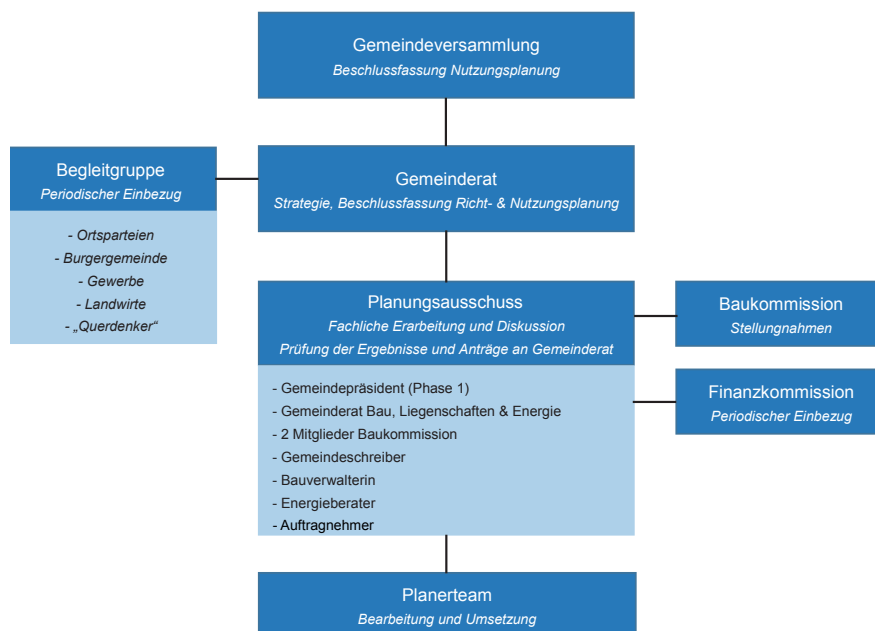 Gemeindeversammlung
Beschlussfassung Nutzungsplanung
Begleitgruppe
Periodischer Einbezug
- Ortsparteien
- Burgergemeinde
- Gewerbe
- Landwirte
- „Querdenker“
Gemeinderat
Strategie, Beschlussfassung Richt- & Nutzungsplanung
Planungsausschuss
Fachliche Erarbeitung und Diskussion
Prüfung der Ergebnisse und Anträge an Gemeinderat
- Gemeindepräsident (Phase 1)
- Gemeinderat Bau, Liegenschaften & Energie
- 2 Mitglieder Baukommission
- Gemeindeschreiber
- Bauverwalterin
- Energieberater
- Auftragnehmer
Baukommission
Stellungnahmen
Finanzkommission
Periodischer Einbezug
Planerteam
Bearbeitung und Umsetzung